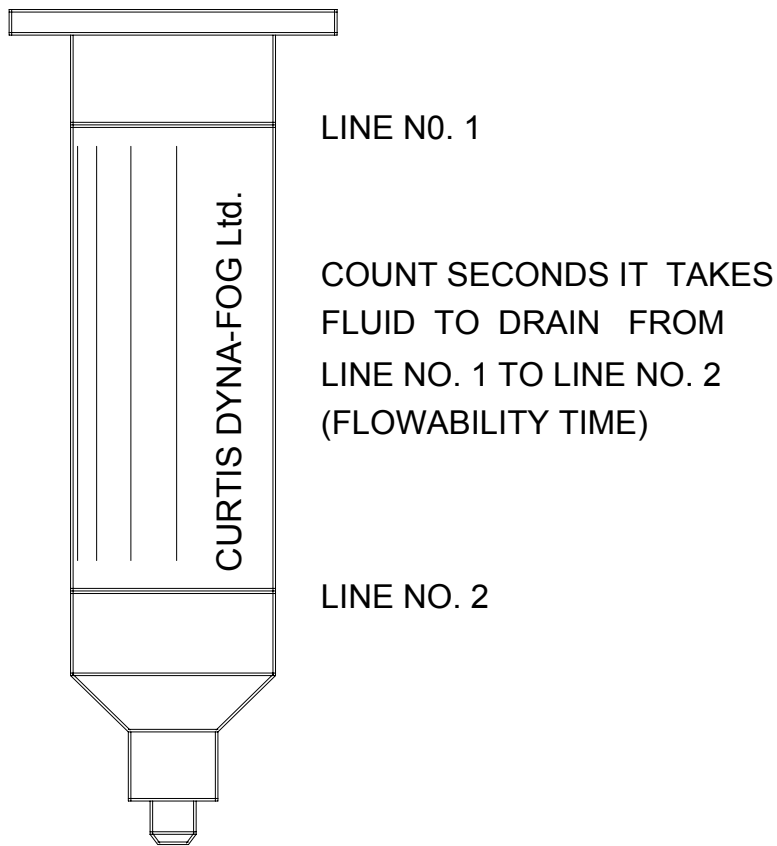 LINE N0. 1
CURTIS DYNA-FOG Ltd.
COUNT SECONDS IT TAKES
FLUID TO DRAIN FROM
LINE NO. 1 TO LINE NO. 2
(FLOWABILITY TIME)
LINE NO. 2